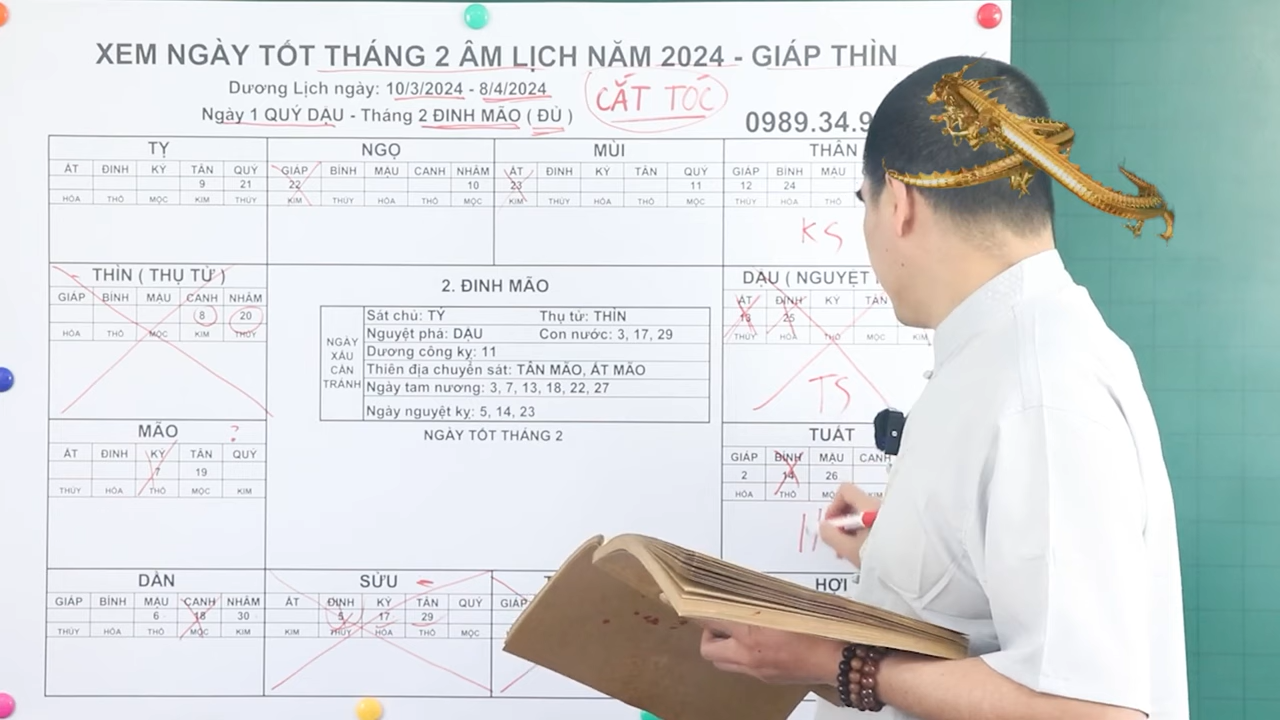 XEM NGÀY TỐT THÁNG 2 ÂM LỊCH NĂM 2024 - GIÁP THÌN
Dương Lịch ngày: 10/3/2024 - 8/4/2024
CẮT TÓC
Ngày 1 QUÝ DẬU - Tháng 2 ĐINH MÃO ( ĐỦ )
0989.34.9
TỴ
ẤT ĐINH KỶ TÂN QUÝ
9 21
HỎA THỔ MỘC KIM THỦY
NGỌ
GIÁP BÍNH MẬU CANH NHÂM
22 10
KIM THỦY HỎA THỔ MỘC
MÙI
ẤT ĐINH KỶ TÂN QUÝ
23 11
KIM THỦY HỎA THỔ MỘC
THÂN
GIÁP BÍNH MẬU
12 24
THỦY HỎA THỔ
KS
THÌN ( THỤ TỬ )
GIÁP BÍNH MẬU CANH NHÂM
8 20
HỎA THỔ MỘC KIM THỦY
2. ĐINH MÃO
NGÀY XẤU CẦN TRÁNH
Sát chủ: TÝ Thụ tử: THÌN
Nguyệt phá: DẬU Con nước: 3, 17, 29
Dương công kỵ: 11
Thiên địa chuyển sát: TÂN MÃO, ẤT MÃO
Ngày tam nương: 3, 7, 13, 18, 22, 27
Ngày nguyệt kỵ: 5, 14, 23
NGÀY TỐT THÁNG 2
DẬU ( NGUYỆT
ẤT ĐINH KỶ TÂN
13 25
THỦY HỎA THỔ MỘC KIM
TS
MÃO ?
ẤT ĐINH KỶ TÂN QUÝ
7 19
THỦY HỎA THỔ MỘC KIM
TUẤT
GIÁP BÍNH MẬU CANH
2 14 26
HỎA THỔ
DẦN
GIÁP BÍNH MẬU CANH NHÂM
6 18 30
THỦY HỎA THỔ MỘC KIM
SỬU
ẤT ĐINH KỶ TÂN QUÝ
5 17 29
KIM THỦY HỎA THỔ MỘC
GIÁP
HỢI